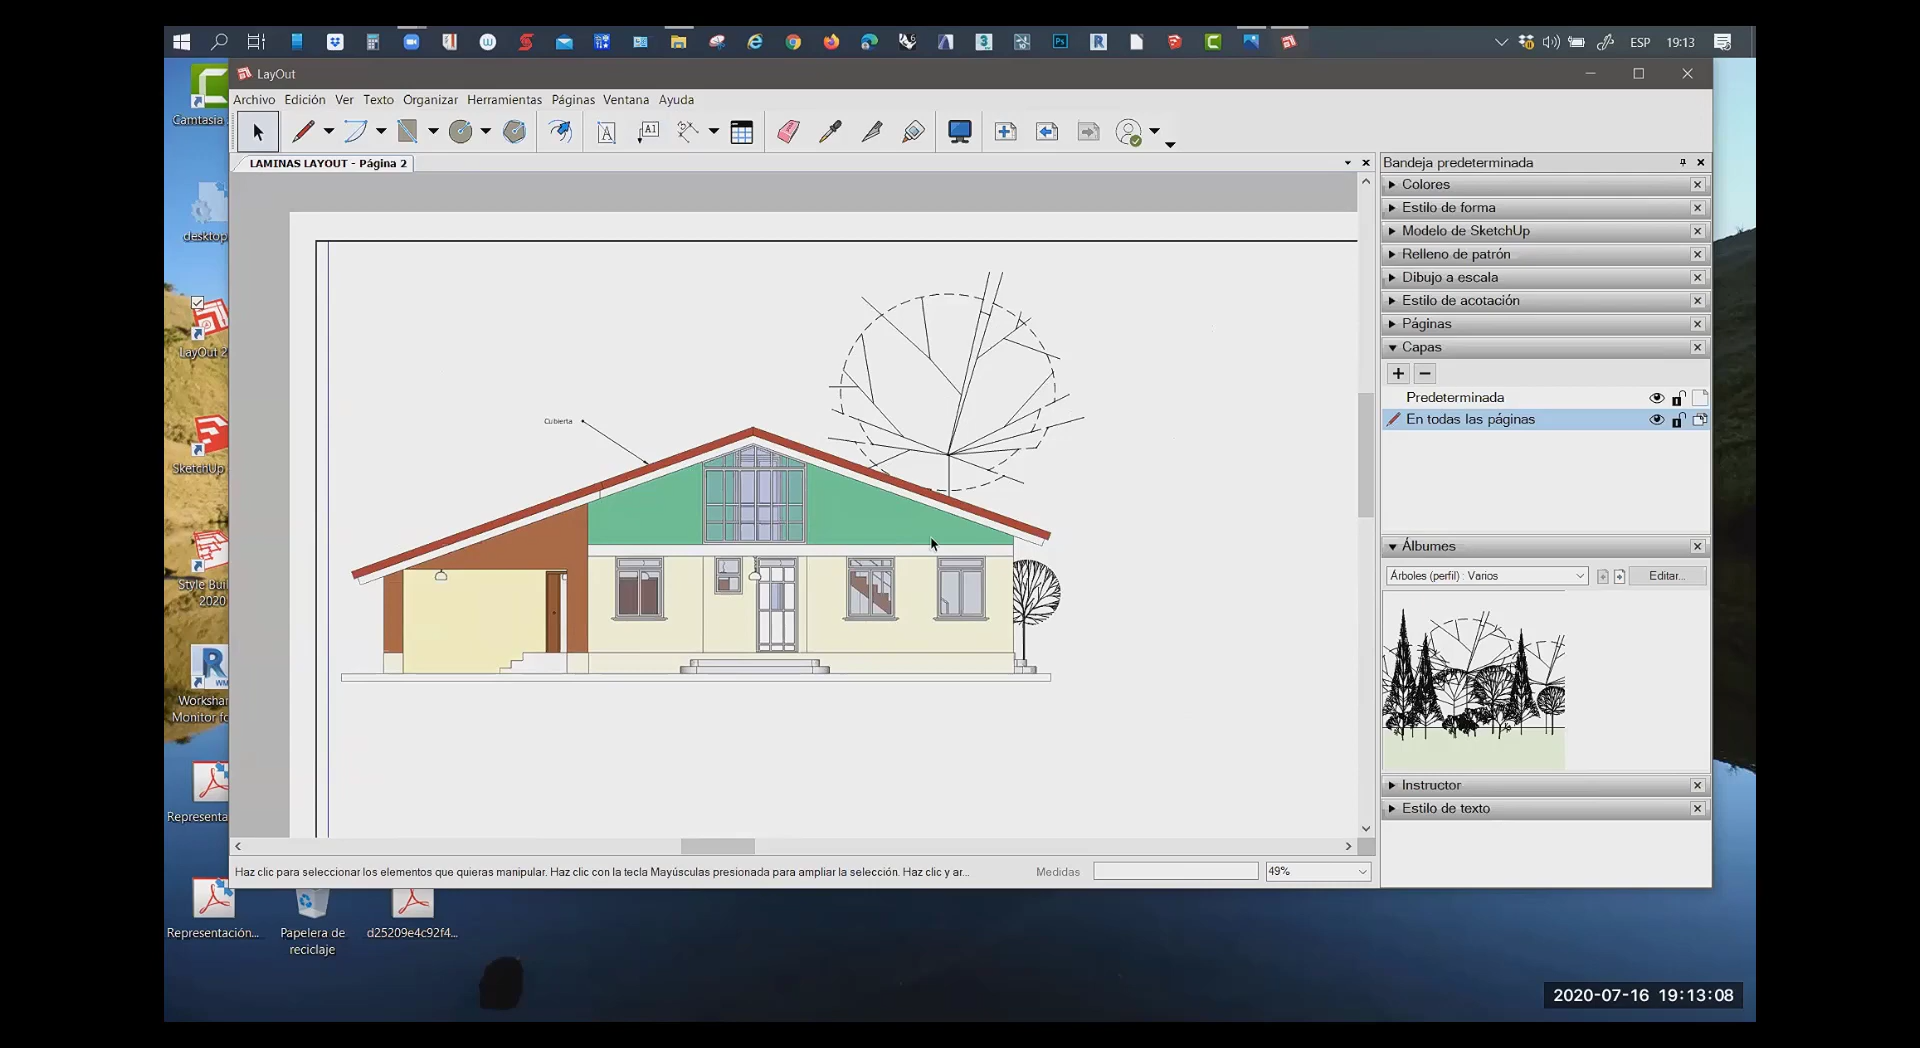 ESP
19:13
LayOut
Archivo Edición Ver Texto Organizar Herramientas Páginas Ventana Ayuda
LAMINAS LAYOUT - Página 2
Cubierta
Bandeja predeterminada
Colores
Estilo de forma
Modelo de SketchUp
Relleno de patrón
Dibujo a escala
Estilo de acotación
Páginas
Capas
Predeterminada
En todas las páginas
Álbumes
Árboles (perfil) : Varios
Editar...
Instructor
Estilo de texto
Haz clic para seleccionar los elementos que quieras manipular. Haz clic con la tecla Mayúsculas presionada para ampliar la selección. Haz clic y ar...
Medidas
49%
Camtasia
desktop
LayOut 2
SketchUp
Style Bui
2020
Workshar
Monitor fo
Representa
Representación...
Papelera de
reciclaje
d25209e4c92f4...
2020-07-16 19:13:08